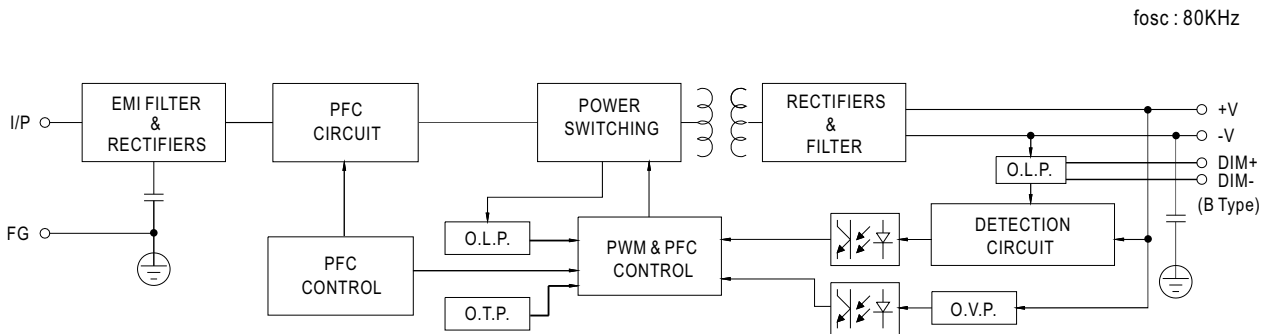 fosc : 80KHz
I/P
EMI FILTER
&
RECTIFIERS
PFC
CIRCUIT
POWER
SWITCHING
RECTIFIERS
&
FILTER
+V
-V
DIM+
DIM-
(B Type)
O.L.P.
FG
O.L.P.
PFC
CONTROL
O.T.P.
PWM & PFC
CONTROL
DETECTION
CIRCUIT
O.V.P.